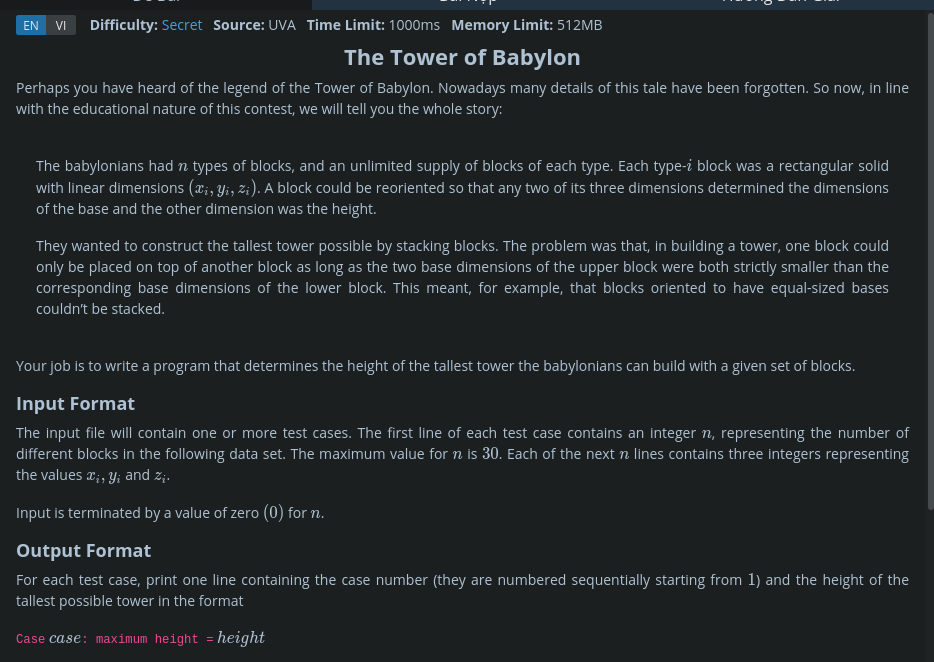 EN VI Difficulty: Secret Source: UVA Time Limit: 1000ms Memory Limit: 512MB
The Tower of Babylon
Perhaps you have heard of the legend of the Tower of Babylon. Nowadays many details of this tale have been forgotten. So now, in line
with the educational nature of this contest, we will tell you the whole story:
The babylonians had n types of blocks, and an unlimited supply of blocks of each type. Each type-i block was a rectangular solid
with linear dimensions (xᵢ, yᵢ, zᵢ). A block could be reoriented so that any two of its three dimensions determined the dimensions
of the base and the other dimension was the height.
They wanted to construct the tallest tower possible by stacking blocks. The problem was that, in building a tower, one block could
only be placed on top of another block as long as the two base dimensions of the upper block were both strictly smaller than the
corresponding base dimensions of the lower block. This meant, for example, that blocks oriented to have equal-sized bases
couldn't be stacked.
Your job is to write a program that determines the height of the tallest tower the babylonians can build with a given set of blocks.
Input Format
The input file will contain one or more test cases. The first line of each test case contains an integer n, representing the number of
different blocks in the following data set. The maximum value for n is 30. Each of the next n lines contains three integers representing
the values xᵢ, yᵢ and zᵢ.
Input is terminated by a value of zero (0) for n.
Output Format
For each test case, print one line containing the case number (they are numbered sequentially starting from 1) and the height of the
tallest possible tower in the format
Case case: maximum height = height